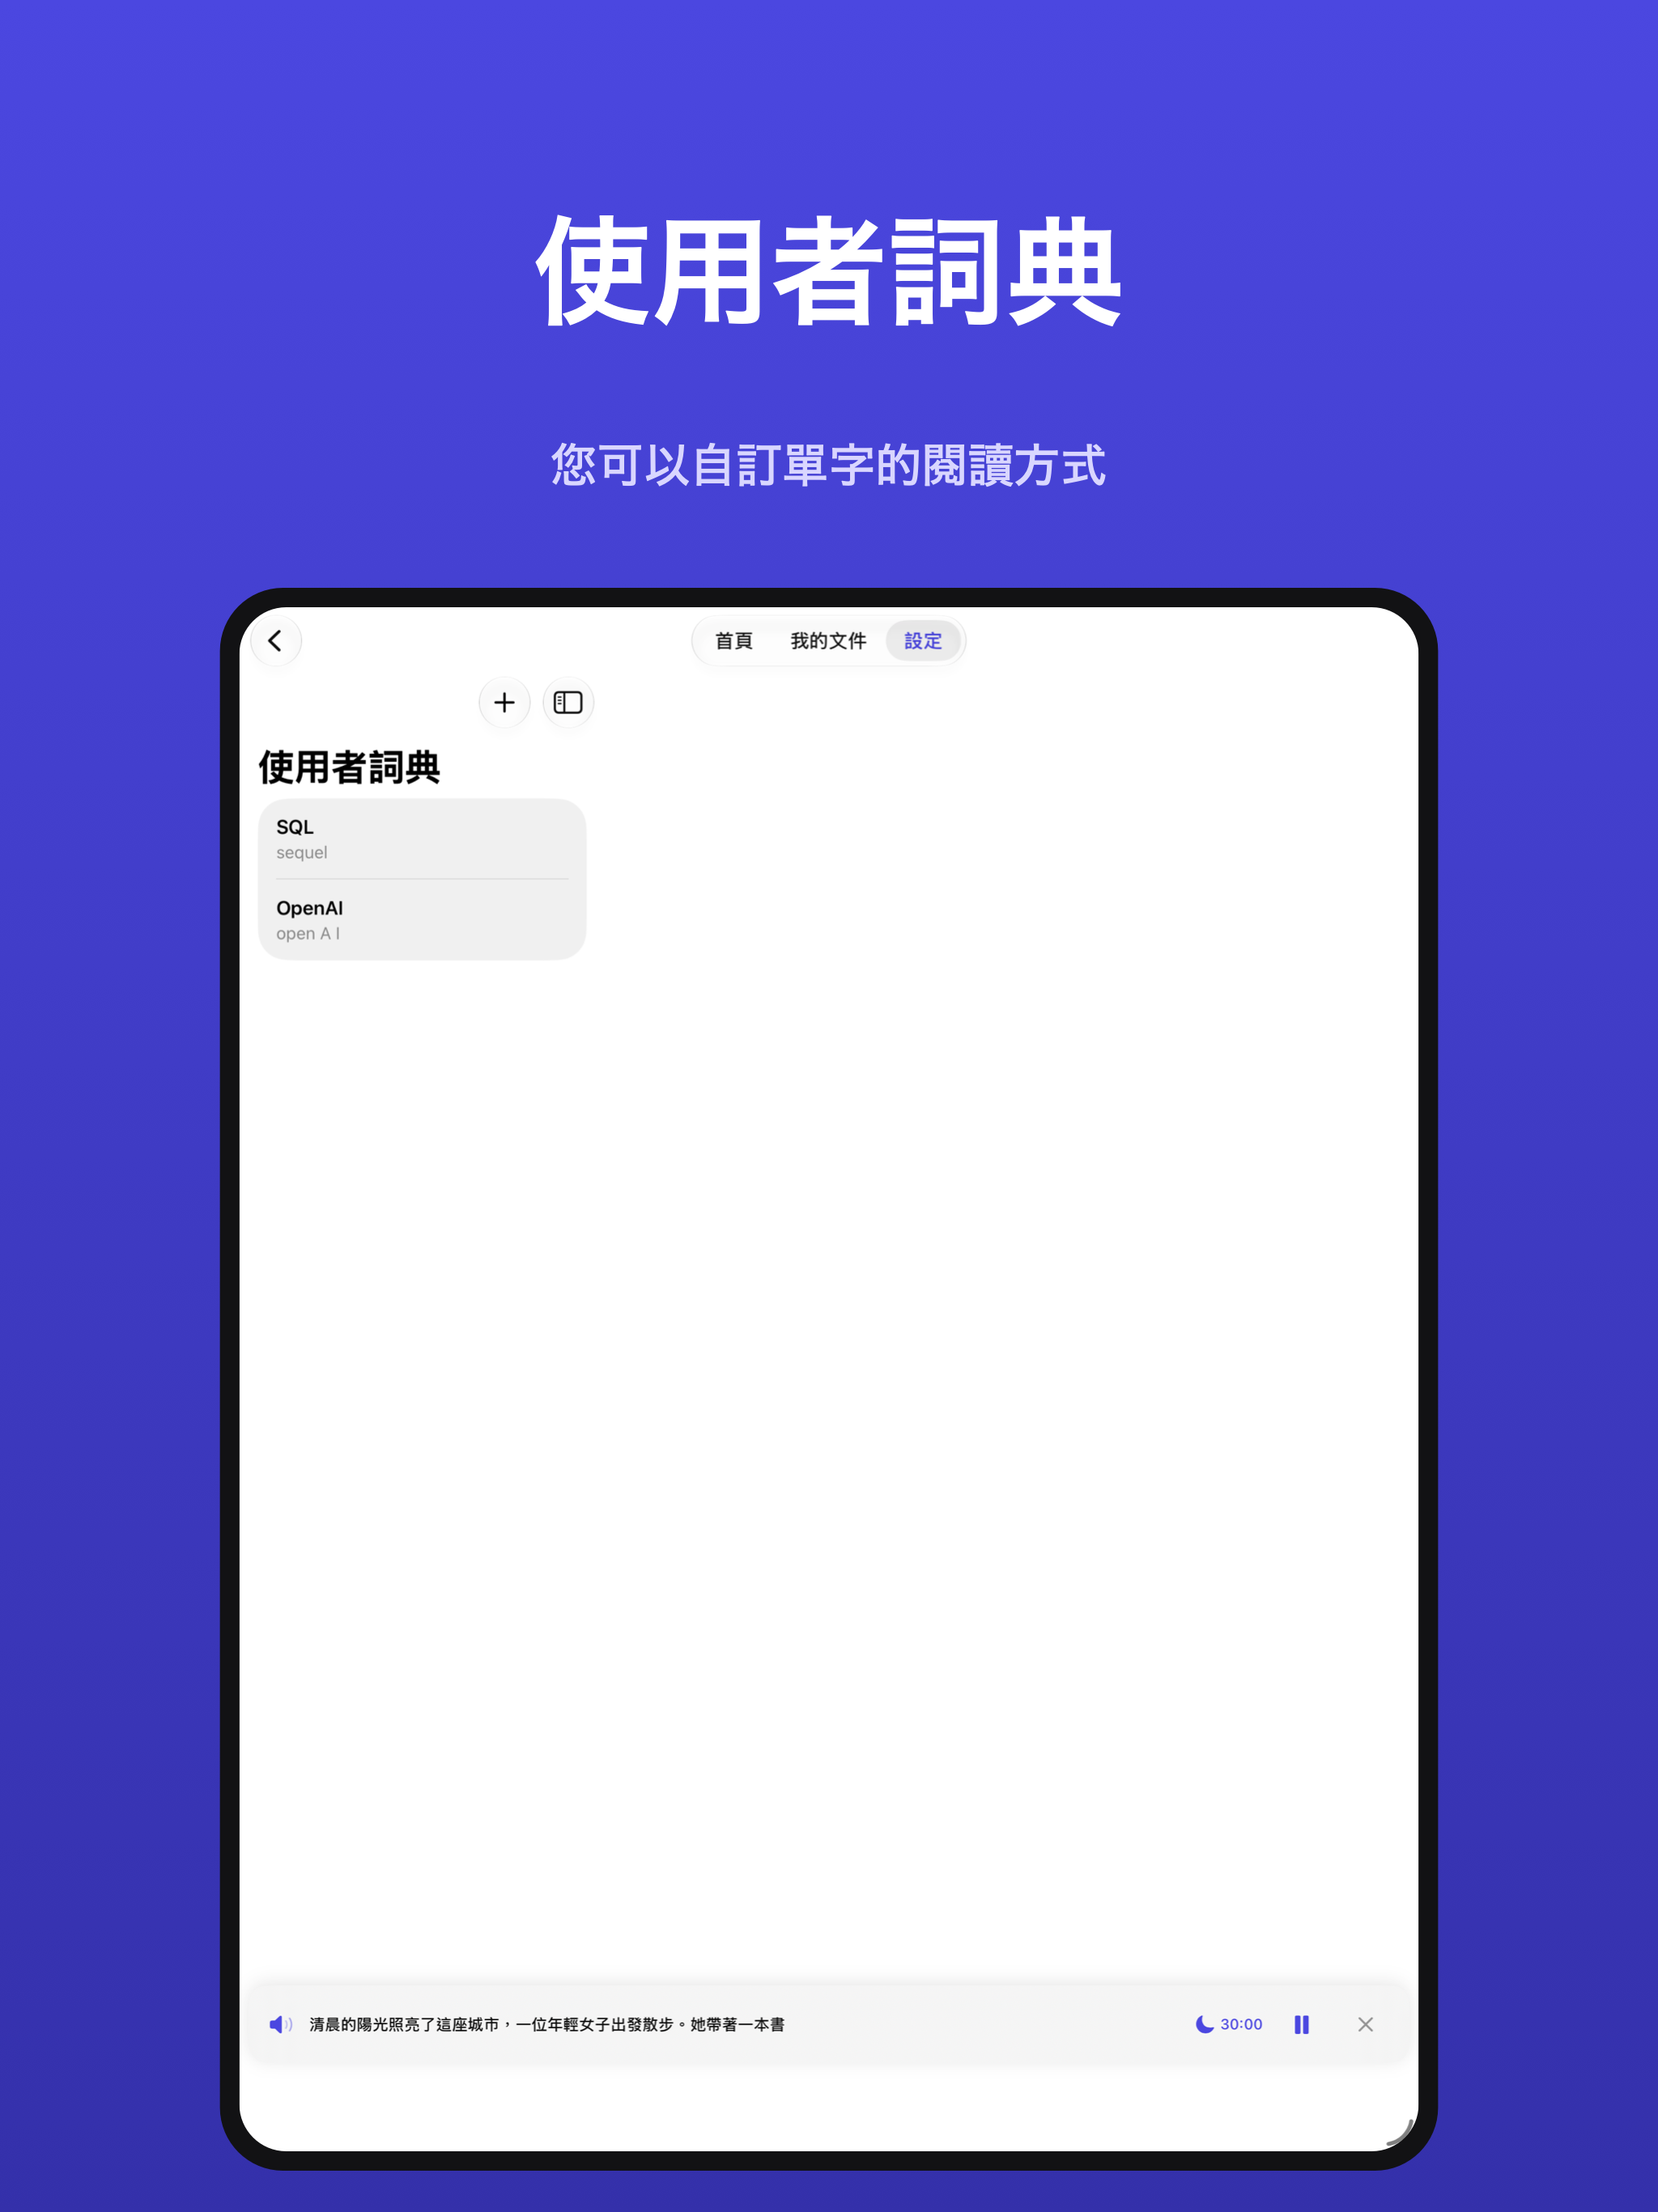 使用者詞典
您可以自訂單字的閱讀方式
首頁 我的文件 設定
使用者詞典
SQL
sequel
OpenAI
open A I
清晨的陽光照亮了這座城市，一位年輕女子出發散步。她帶著一本書
30:00